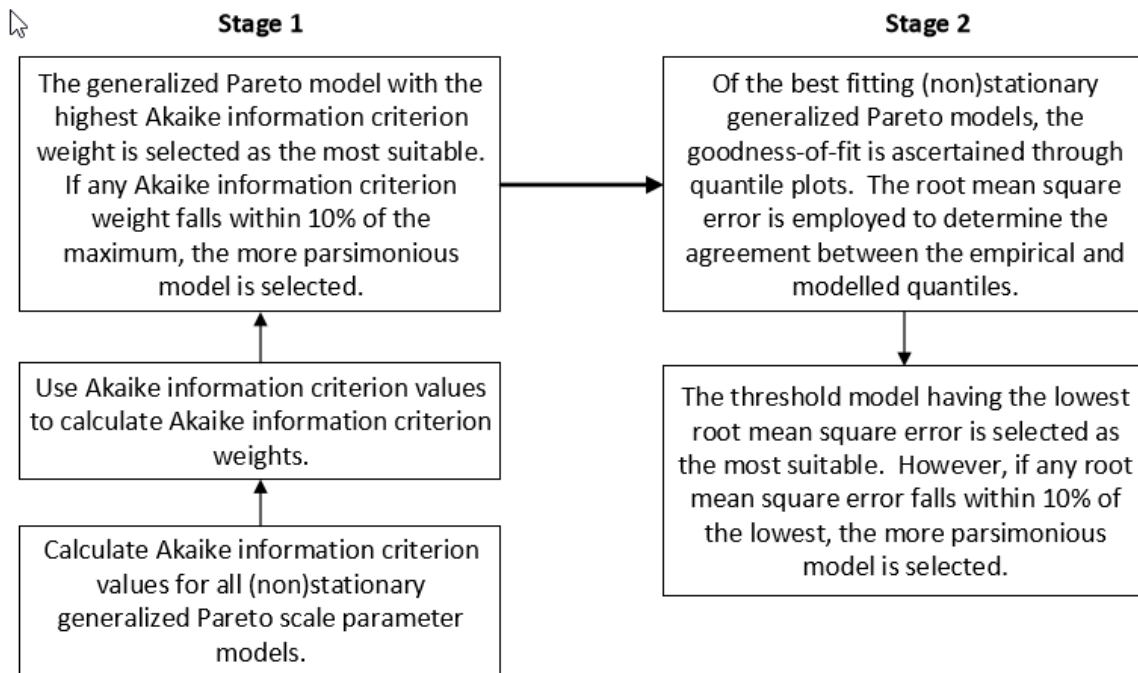 Stage 1
The generalized Pareto model with the
highest Akaike information criterion
weight is selected as the most suitable.
If any Akaike information criterion
weight falls within 10% of the
maximum, the more parsimonious
model is selected.
Use Akaike information criterion values
to calculate Akaike information criterion
weights.
Calculate Akaike information criterion
values for all (non)stationary
generalized Pareto scale parameter
models.
Stage 2
Of the best fitting (non)stationary
generalized Pareto models, the
goodness-of-fit is ascertained through
quantile plots.  The root mean square
error is employed to determine the
agreement between the empirical and
modelled quantiles.
The threshold model having the lowest
root mean square error is selected as
the most suitable.  However, if any root
mean square error falls within 10% of
the lowest, the more parsimonious
model is selected.